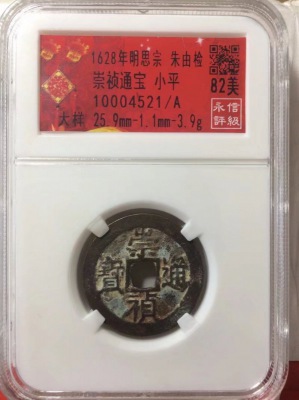 1628年明思宗 朱由检
崇祯通宝 小平
10004521/A
大样 25.9mm-1.1mm-3.9g
82美
永信
评級
崇禎通寶